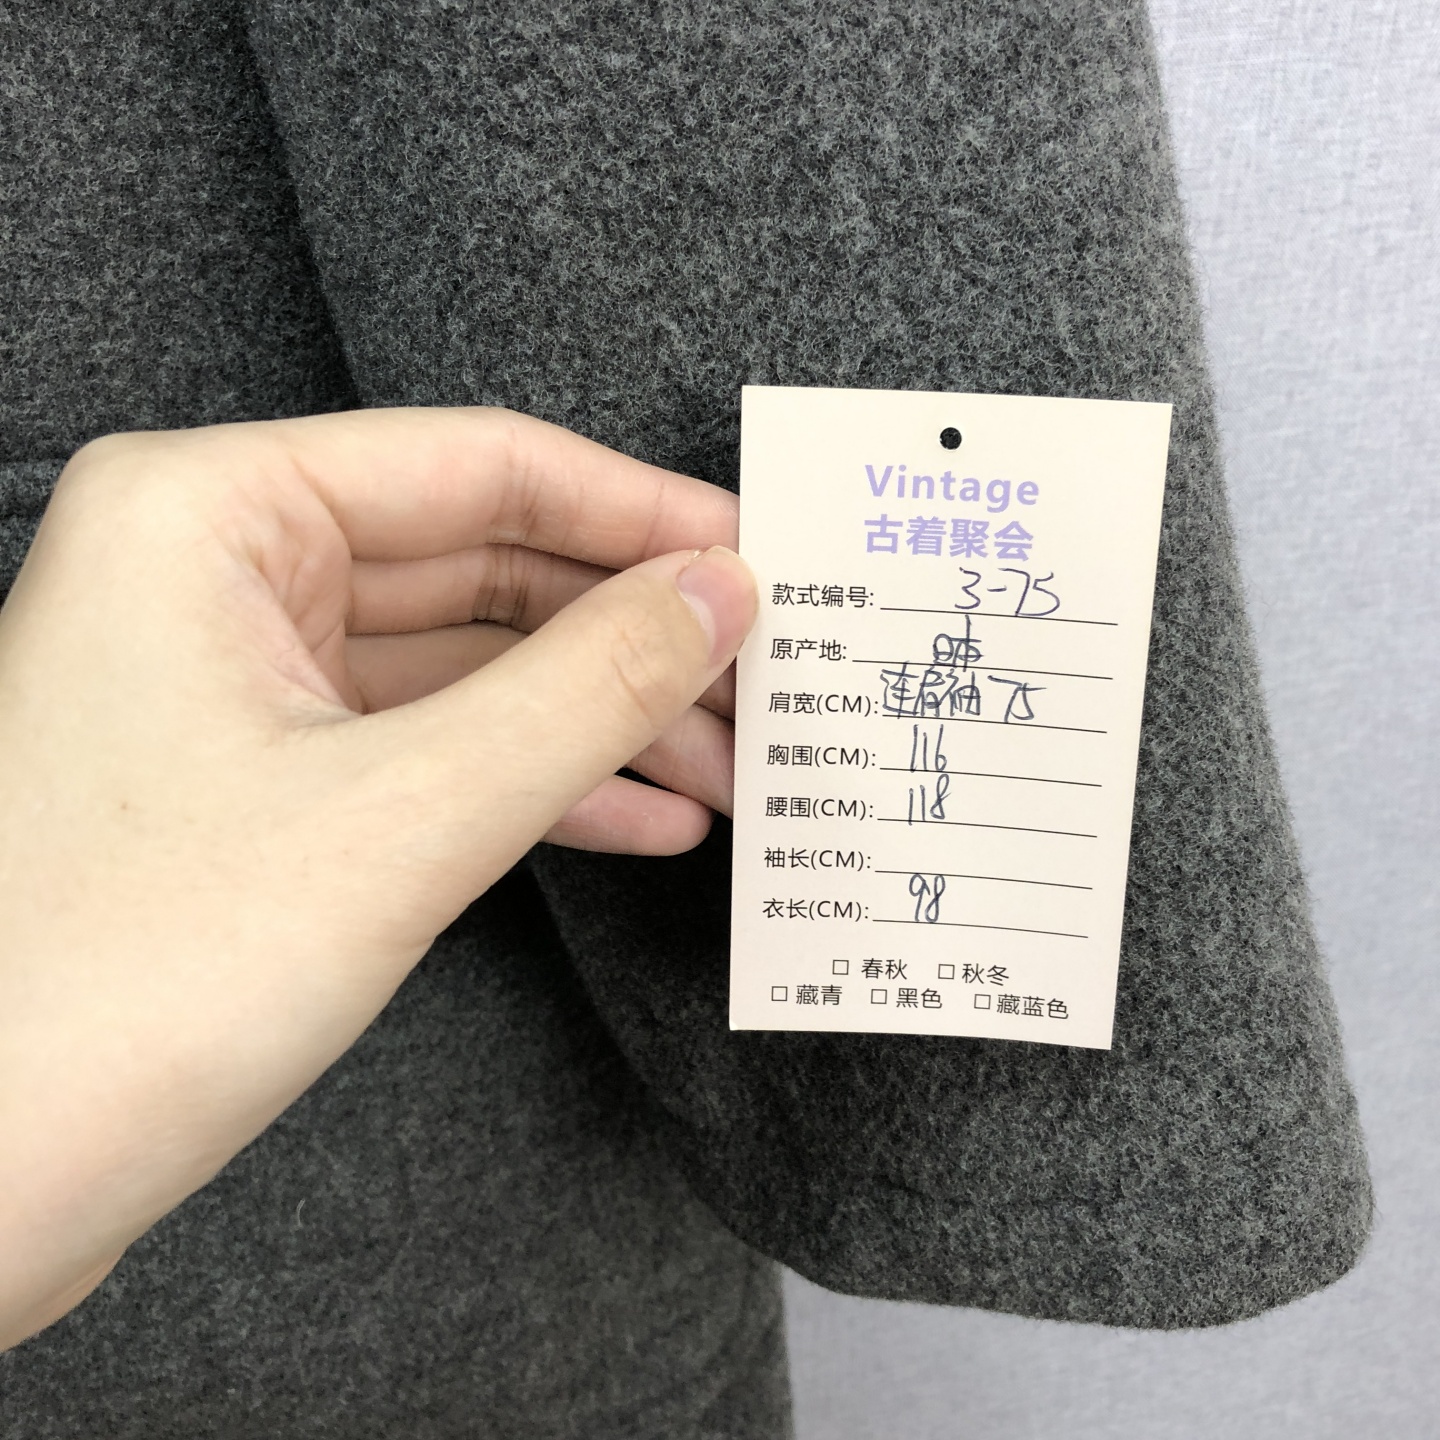 Vintage
古着聚会
款式编号: 3-75
原产地: 日本
肩宽(CM): 连肩袖 75
胸围(CM): 116
腰围(CM): 118
袖长(CM):
衣长(CM): 98
□ 春秋 □ 秋冬
□ 藏青 □ 黑色 □ 藏蓝色